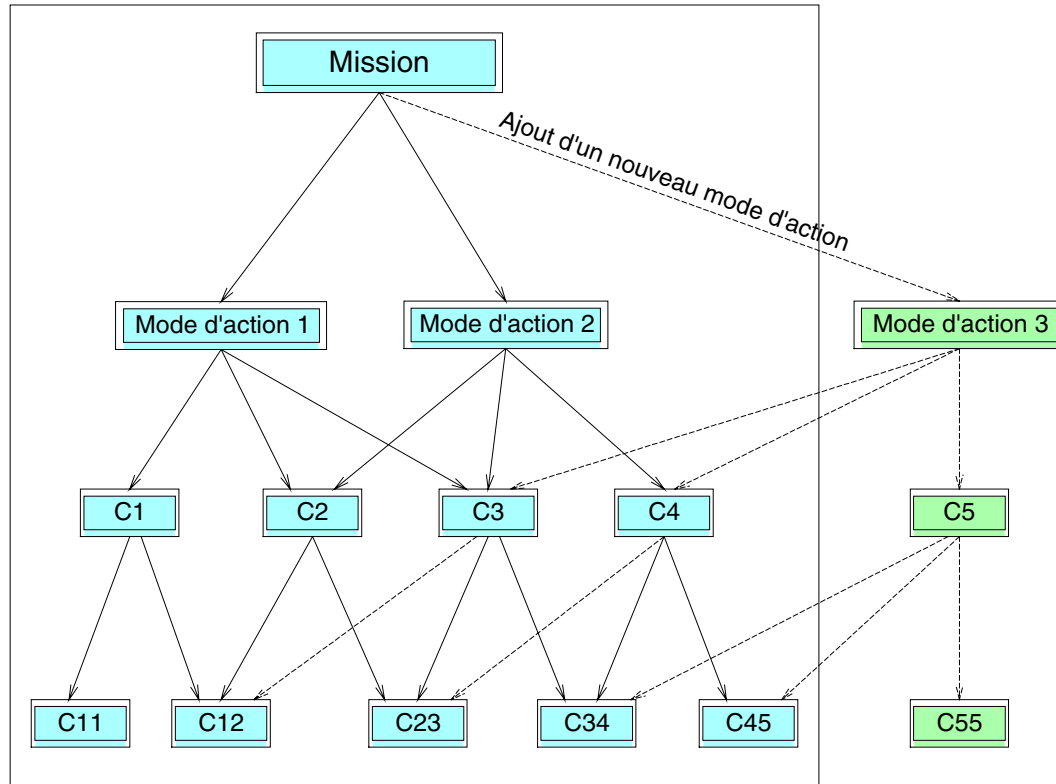 Mission
Ajout d'un nouveau mode d'action
Mode d'action 1
Mode d'action 2
Mode d'action 3
C1
C2
C3
C4
C5
C11
C12
C23
C34
C45
C55